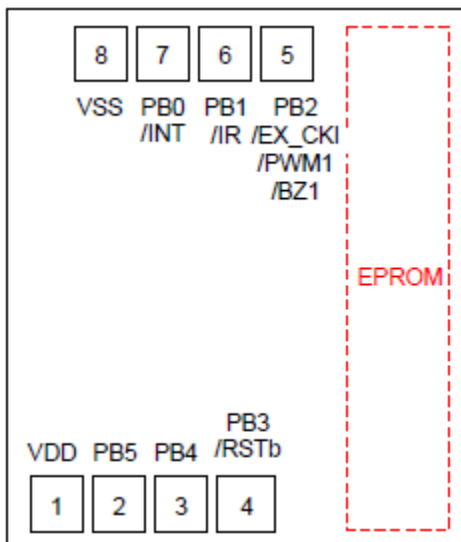 8 7 6 5
VSS PB0 PB1 PB2
/INT /IR /EX_CKI
/PWM1
/BZ1
EPROM
PB3
VDD PB5 PB4 /RSTb
1 2 3 4